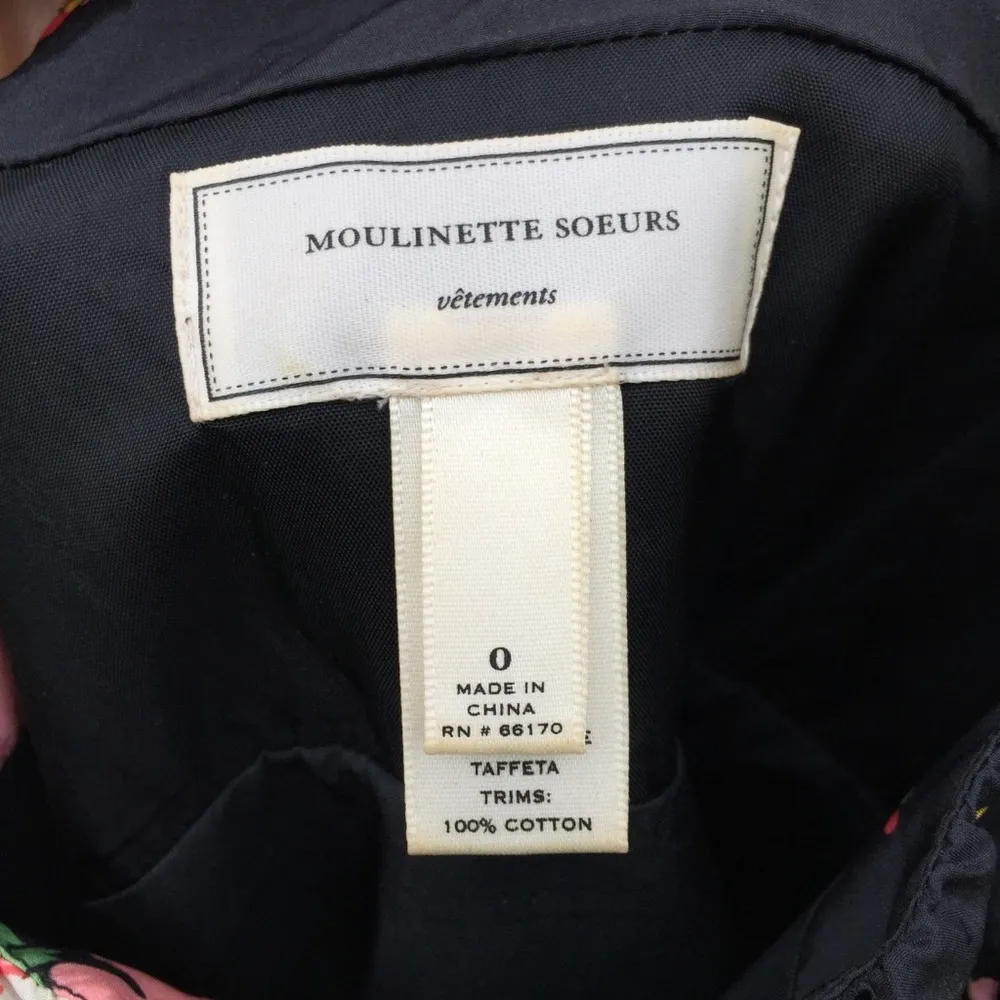 MOULINETTE SOEURS
vêtements
0
MADE IN
CHINA
RN # 66170
E
TAFFETA
TRIMS:
100% COTTON